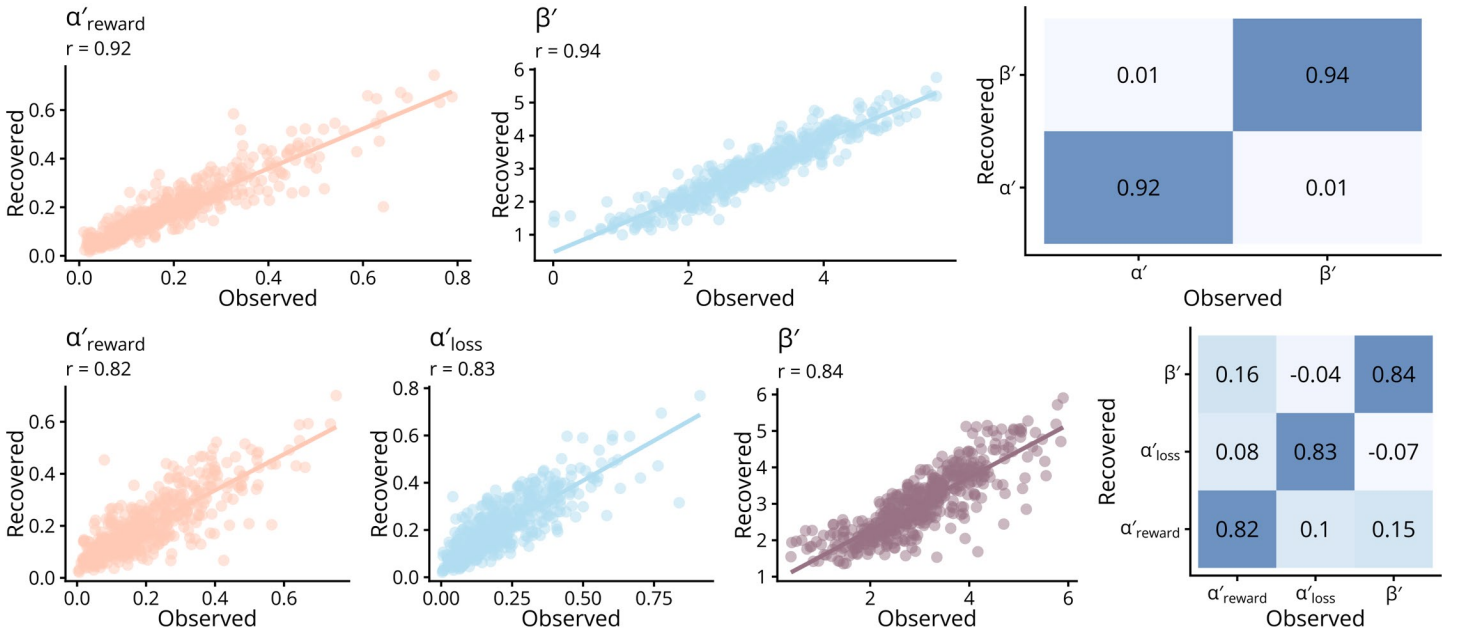 α′reward
r = 0.92
Recovered
0.6
0.4
0.2
0.0
0.0 0.2 0.4 0.6 0.8
Observed
β′
r = 0.94
Recovered
6
5
4
3
2
1
0 2 4
Observed
Recovered
β′
α′
0.01 0.94
0.92 0.01
α′ β′
Observed
α′reward
r = 0.82
Recovered
0.6
0.4
0.2
0.0
0.0 0.2 0.4 0.6
Observed
α′loss
r = 0.83
Recovered
0.8
0.6
0.4
0.2
0.0
0.00 0.25 0.50 0.75
Observed
β′
r = 0.84
Recovered
6
5
4
3
2
1
2 4 6
Observed
Recovered
β′ 0.16 -0.04 0.84
α′loss 0.08 0.83 -0.07
α′reward 0.82 0.1 0.15
α′reward α′loss β′
Observed